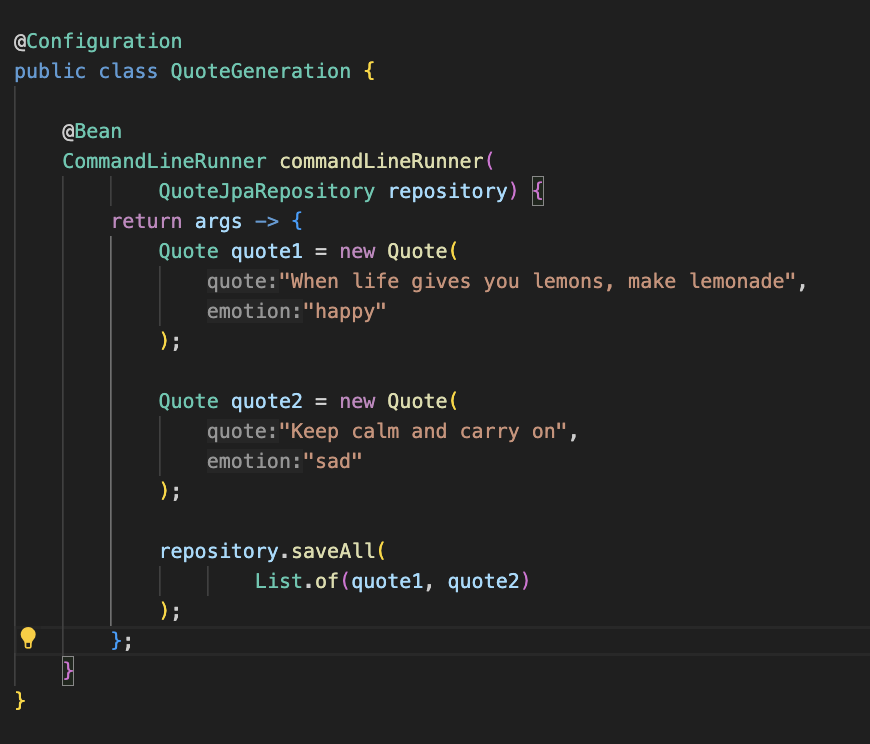 @Configuration
public class QuoteGeneration {
@Bean
CommandLineRunner commandLineRunner(
QuoteJpaRepository repository) {
return args -> {
Quote quote1 = new Quote(
quote:"When life gives you lemons, make lemonade",
emotion:"happy"
);
Quote quote2 = new Quote(
quote:"Keep calm and carry on",
emotion:"sad"
);
repository.saveAll(
List.of(quote1, quote2)
);
};
}
}